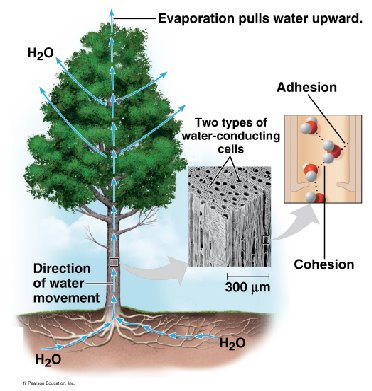 Evaporation pulls water upward.
H₂O
Adhesion
Two types of
water-conducting
cells
Direction
of water
movement
300 µm
Cohesion
H₂O
H₂O
© Pearson Education, Inc.